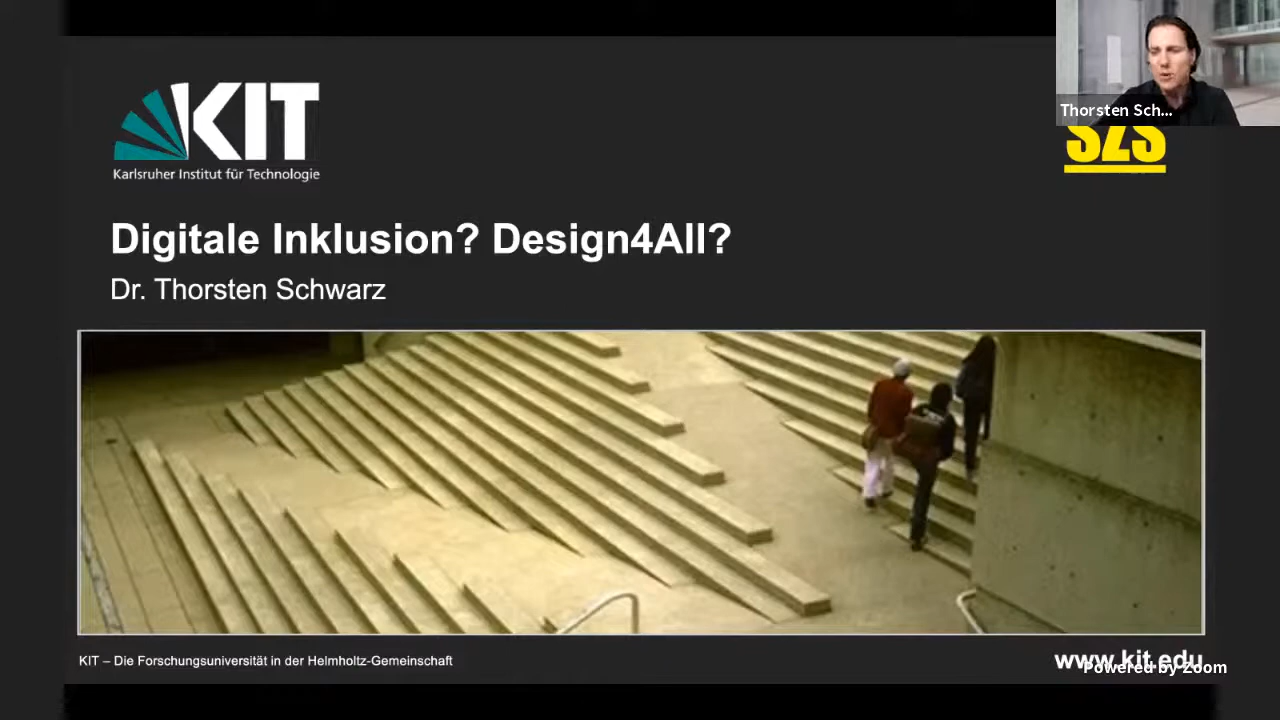 KIT
Karlsruher Institut für Technologie
Thorsten Sch...
SZS
Digitale Inklusion? Design4All?
Dr. Thorsten Schwarz
KIT – Die Forschungsuniversität in der Helmholtz-Gemeinschaft
www.kit.edu
Powered by Zoom